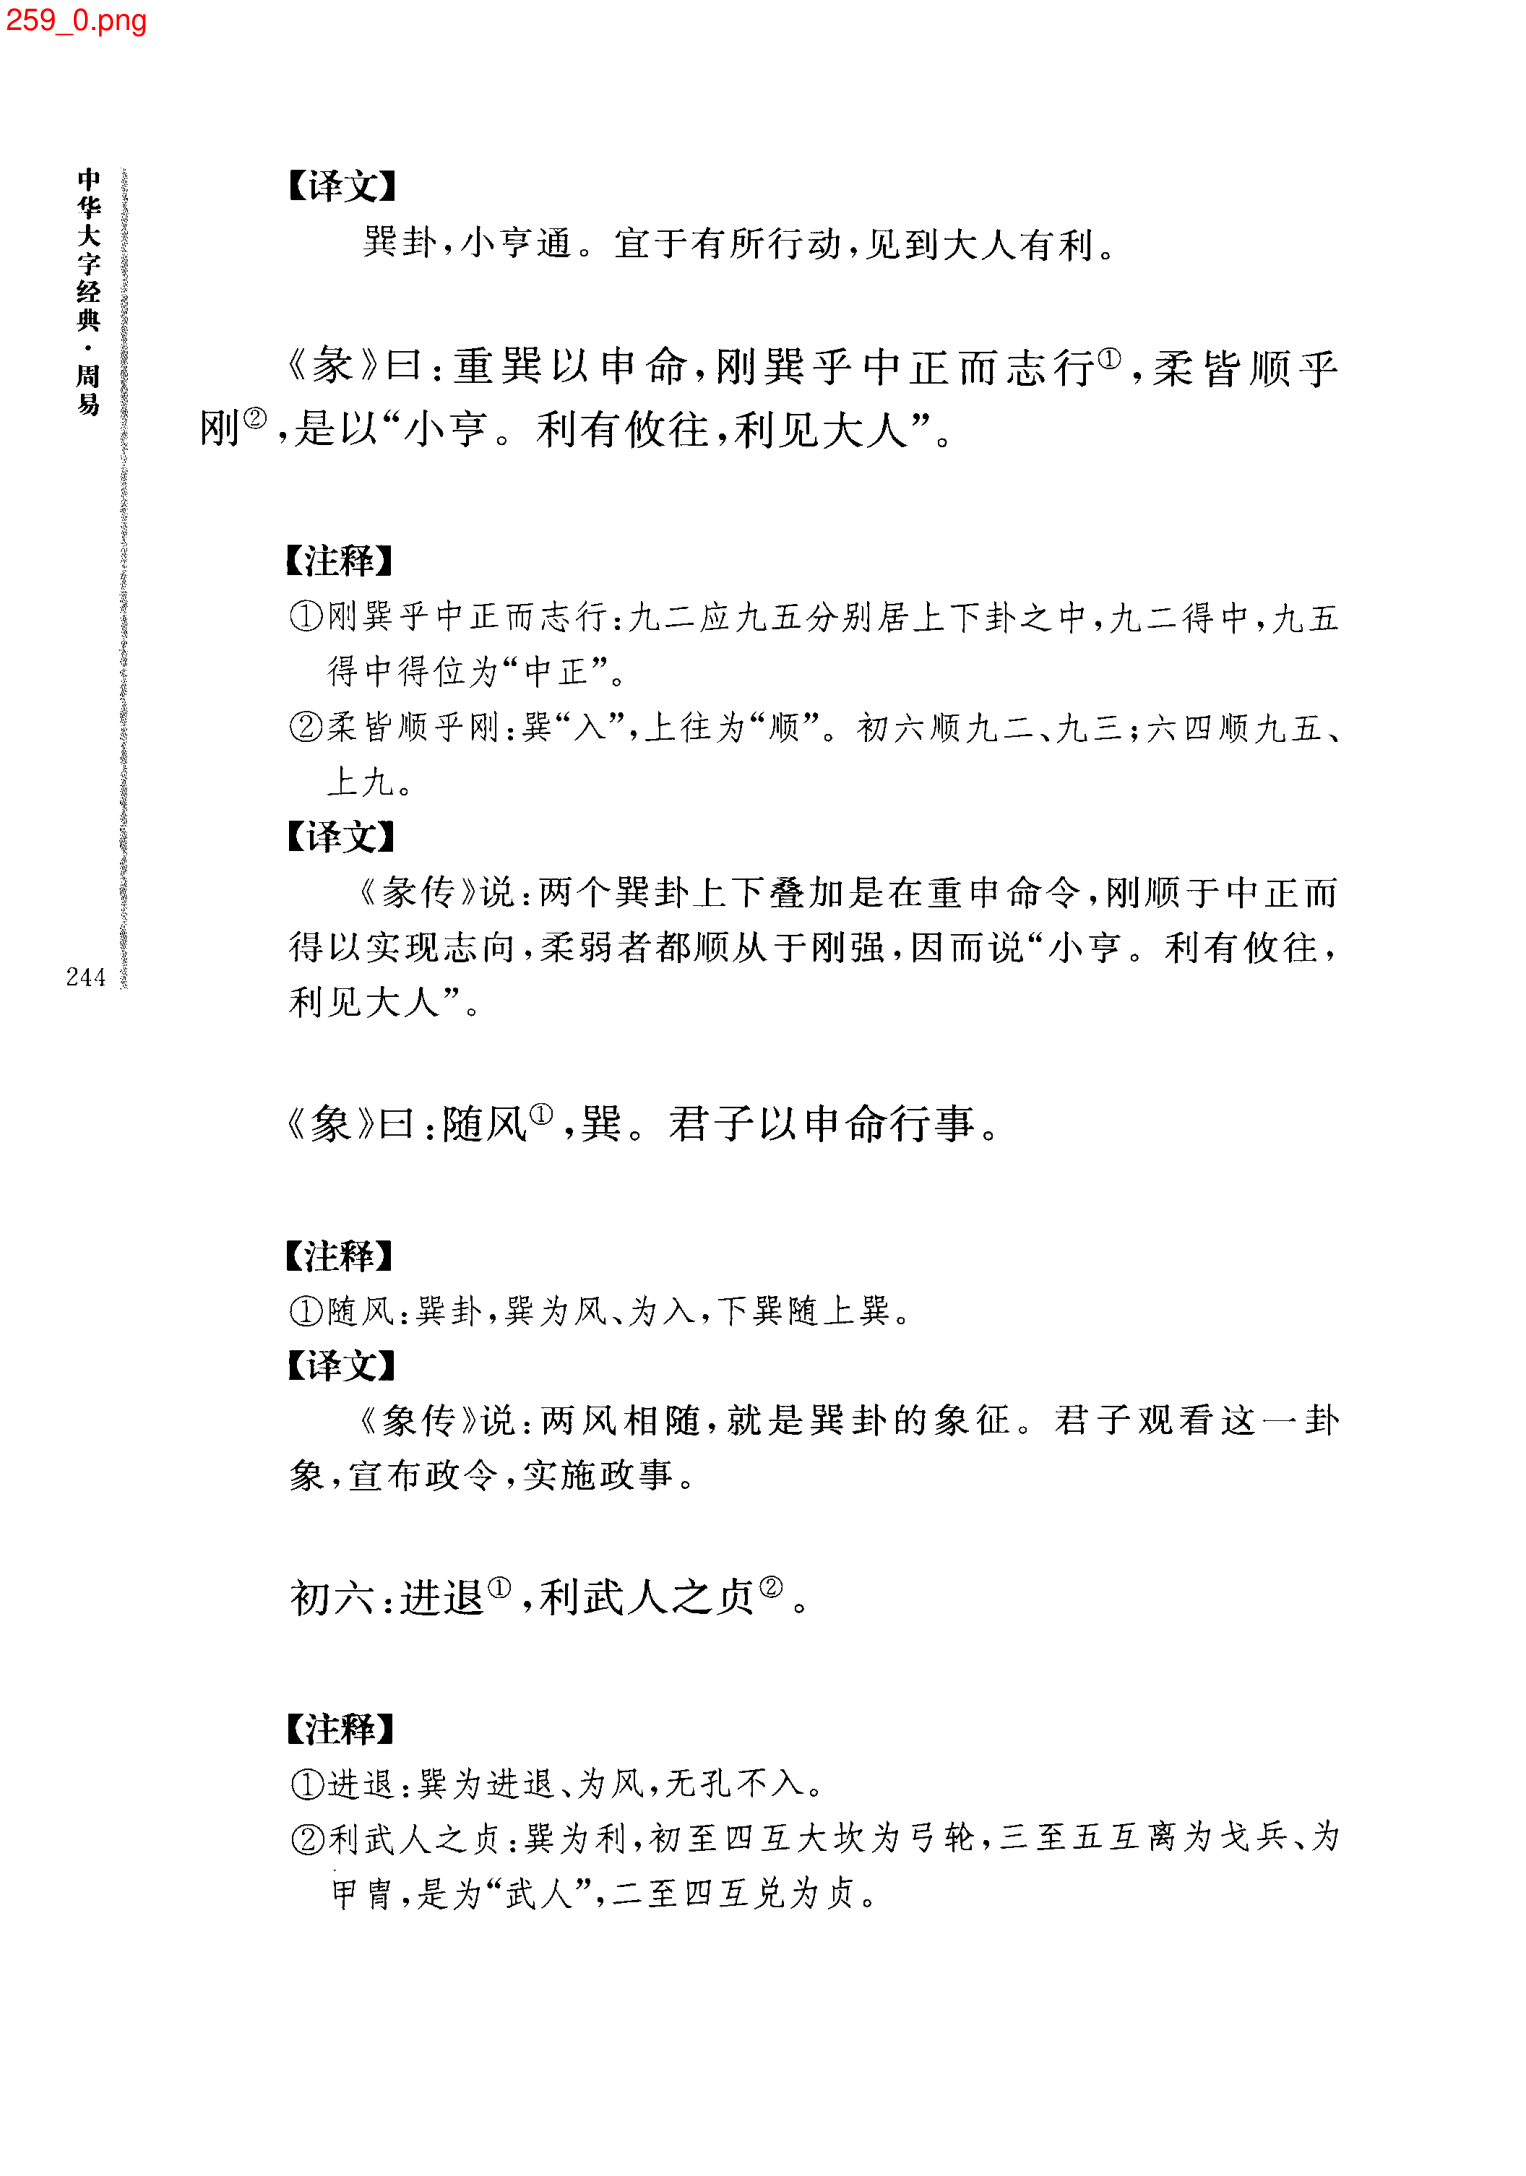 259_0.png
中华大字经典·周易
244
【译文】
巽卦,小亨通。宜于有所行动,见到大人有利。
《彖》曰:重巽以申命,刚巽乎中正而志行①,柔皆顺乎
刚②,是以“小亨。利有攸往,利见大人”。
【注释】
①刚巽乎中正而志行:九二应九五分别居上下卦之中,九二得中,九五
得中得位为“中正”。
②柔皆顺乎刚:巽“入”,上往为“顺”。初六顺九二、九三;六四顺九五、
上九。
【译文】
《彖传》说:两个巽卦上下叠加是在重申命令,刚顺于中正而
得以实现志向,柔弱者都顺从于刚强,因而说“小亨。利有攸往,
利见大人”。
《象》曰:随风①,巽。君子以申命行事。
【注释】
①随风:巽卦,巽为风、为入,下巽随上巽。
【译文】
《象传》说:两风相随,就是巽卦的象征。君子观看这一卦
象,宣布政令,实施政事。
初六:进退①,利武人之贞②。
【注释】
①进退:巽为进退、为风,无孔不入。
②利武人之贞:巽为利,初至四互大坎为弓轮,三至五互离为戈兵、为
甲胄,是为“武人”,二至四互兑为贞。